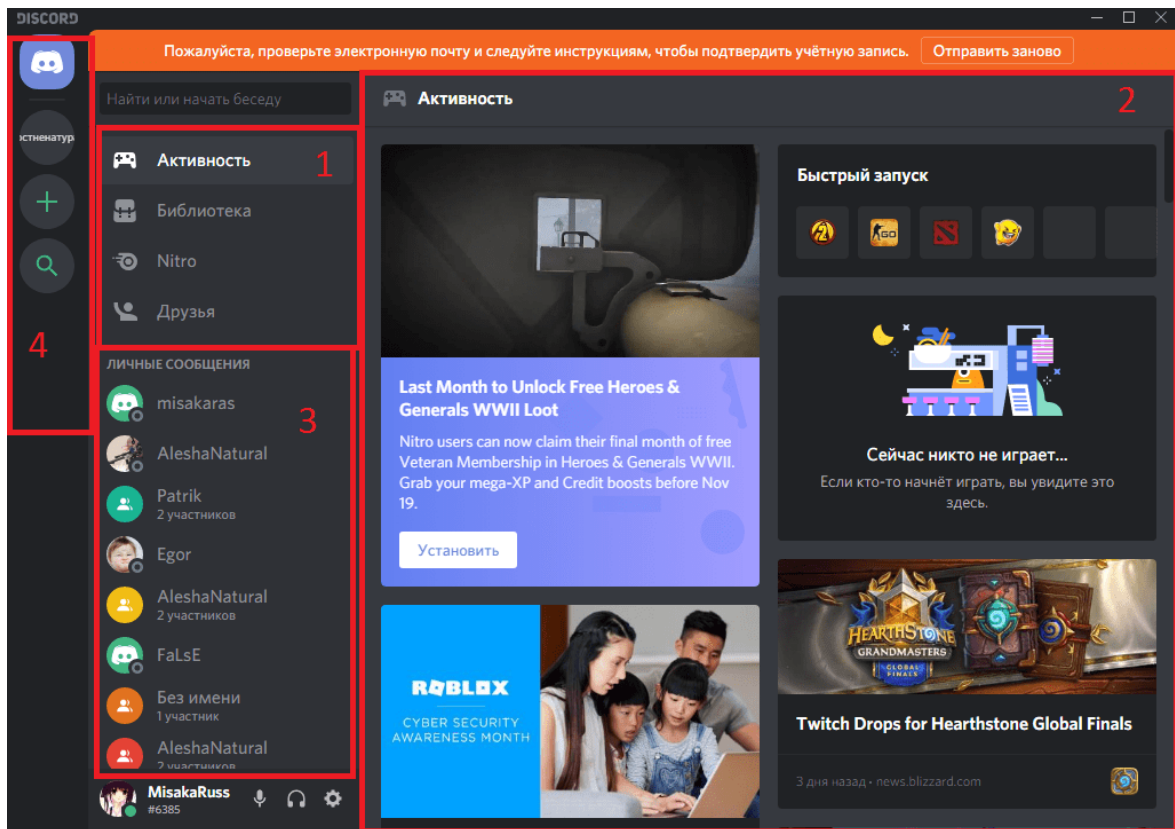 DISCORD
Пожалуйста, проверьте электронную почту и следуйте инструкциям, чтобы подтвердить учётную запись.
Отправить заново
Найти или начать беседу
Активность
2
стненатур
Активность
1
Библиотека
Nitro
Друзья
4
ЛИЧНЫЕ СООБЩЕНИЯ
misakaras
3
AleshaNatural
Patrik
2 участников
Egor
AleshaNatural
2 участников
FaLsE
Без имени
1 участник
AleshaNatural
2 участников
MisakaRuss
#6385
Last Month to Unlock Free Heroes &
Generals WWII Loot
Nitro users can now claim their final month of free
Veteran Membership in Heroes & Generals WWII.
Grab your mega-XP and Credit boosts before Nov
19.
Установить
ROBLOX
CYBER SECURITY
AWARENESS MONTH
Быстрый запуск
GO
Сейчас никто не играет...
Если кто-то начнёт играть, вы увидите это
здесь.
HEARTHSTONE
GRANDMASTERS
GLOBAL
FINALS
Twitch Drops for Hearthstone Global Finals
3 дня назад • news.blizzard.com